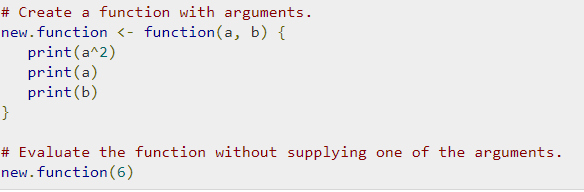 # Create a function with arguments.
new.function <- function(a, b) {
   print(a^2)
   print(a)
   print(b)
}
# Evaluate the function without supplying one of the arguments.
new.function(6)